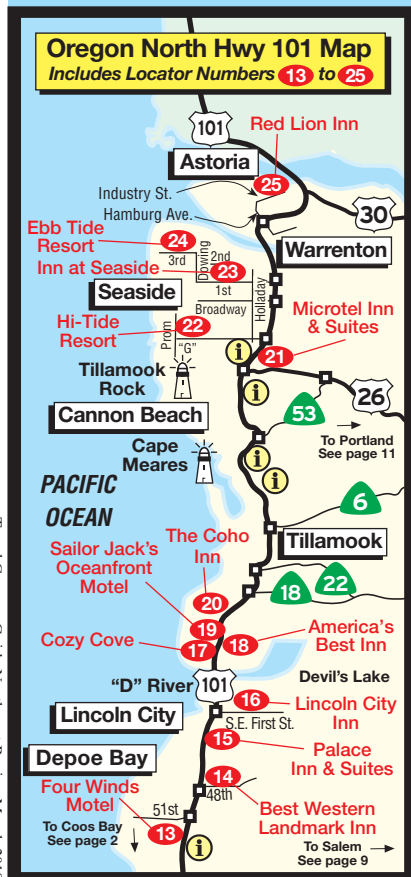 Oregon North Hwy 101 Map
Includes Locator Numbers 13 to 25
101
Red Lion Inn
Astoria
25
Industry St.
Hamburg Ave.
30
Ebb Tide
Resort
24
3rd
Dowing
2nd
Warrenton
Inn at Seaside
23
1st
Seaside
Broadway
Holladay
Hi-Tide
Resort
22
Prom
"G"
Microtel Inn
& Suites
21
i
Tillamook
Rock
i
26
53
Cannon Beach
To Portland
See page 11
Cape
Meares
i
i
PACIFIC
OCEAN
6
Tillamook
The Coho
Inn
Sailor Jack's
Oceanfront
Motel
22
18
20
19
America's
Best Inn
Cozy Cove
17
18
"D" River
101
Devil's Lake
16
Lincoln City
Inn
Lincoln City
S.E. First St.
15
Palace
Inn & Suites
Depoe Bay
14
48th
Four Winds
Motel
51st
Best Western
Landmark Inn
13
To Coos Bay
See page 2
i
To Salem
See page 9